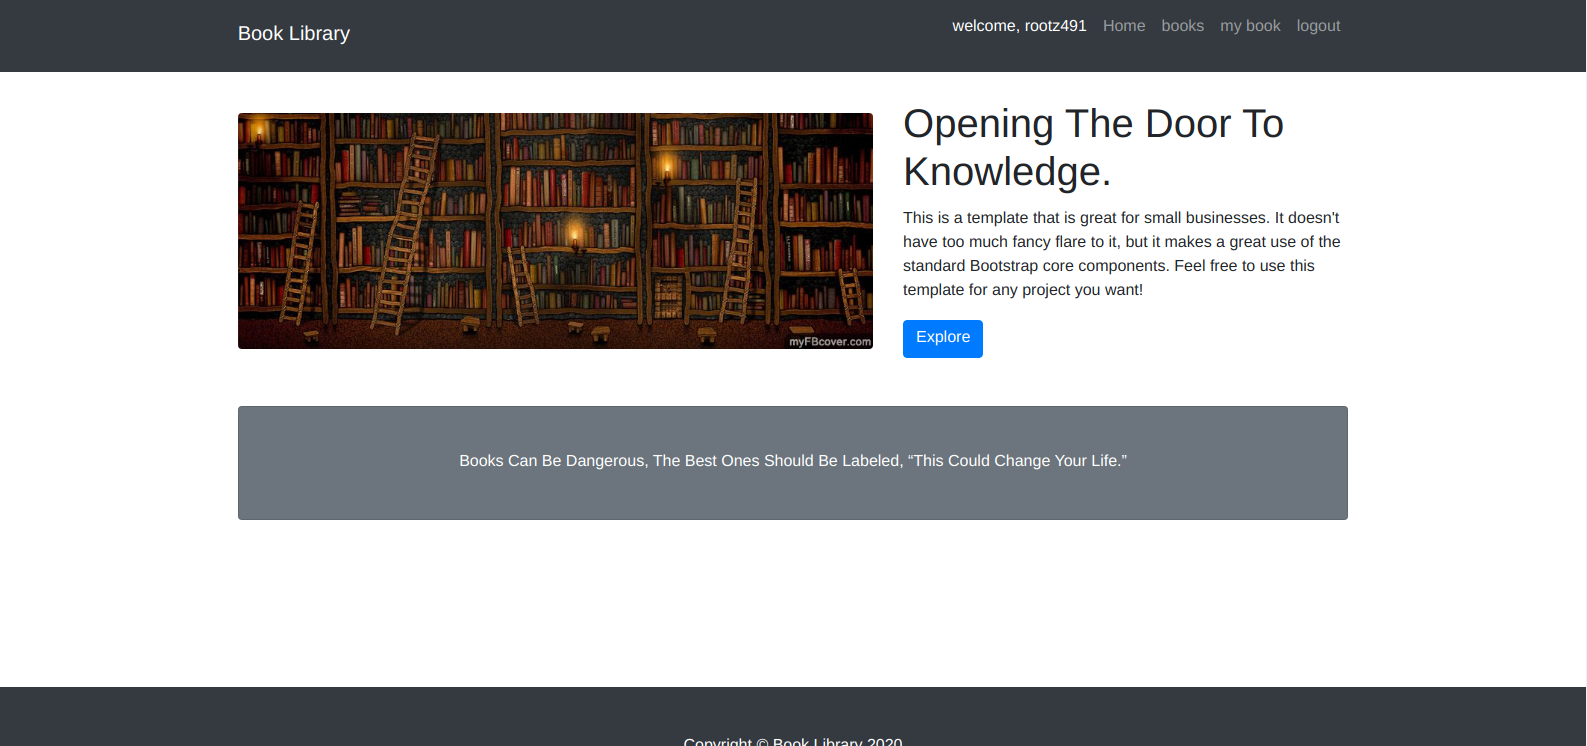 Book Library
welcome, rootz491 Home books my book logout
Opening The Door To
Knowledge.
This is a template that is great for small businesses. It doesn't
have too much fancy flare to it, but it makes a great use of the
standard Bootstrap core components. Feel free to use this
template for any project you want!
Explore
myFBcover.com
Books Can Be Dangerous, The Best Ones Should Be Labeled, “This Could Change Your Life.”
Copyright © Book Library 2020